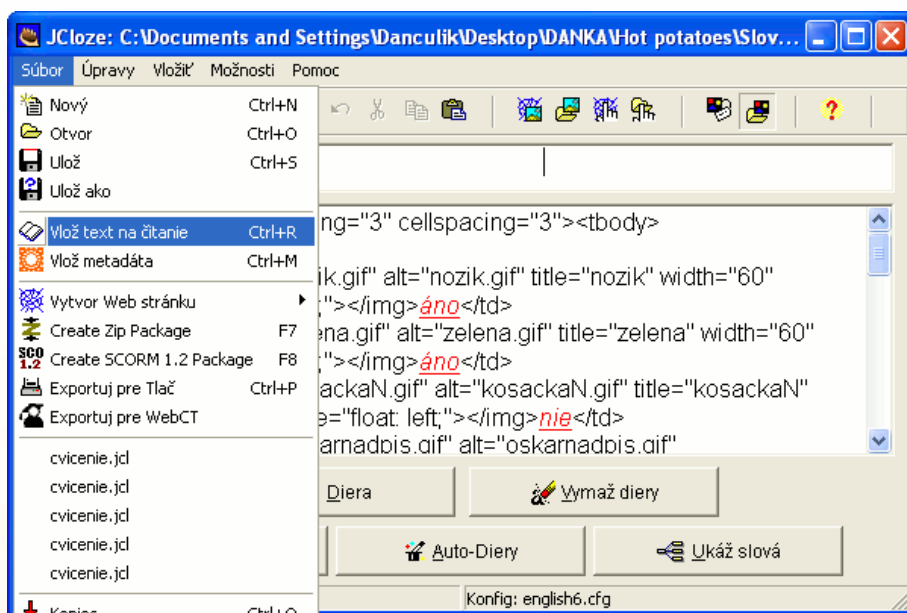 JCloze: C:\Documents and Settings\Danculik\Desktop\DANKA\Hot potatoes\Slov...
Súbor Úpravy Vložiť Možnosti Pomoc
Nový Ctrl+N
Otvor Ctrl+O
Ulož Ctrl+S
Ulož ako
Vlož text na čítanie Ctrl+R
Vlož metadáta Ctrl+M
Vytvor Web stránku
Create Zip Package F7
SCO 1.2 Create SCORM 1.2 Package F8
Exportuj pre Tlač Ctrl+P
Exportuj pre WebCT
cvicenie.jcl
cvicenie.jcl
cvicenie.jcl
cvicenie.jcl
cvicenie.jcl
Koniec Ctrl+Q
ng="3" cellspacing="3"><tbody>
ik.gif" alt="nozik.gif" title="nozik" width="60"
;"></img>áno</td>
ena.gif" alt="zelena.gif" title="zelena" width="60"
"></img>áno</td>
ackaN.gif" alt="kosackaN.gif" title="kosackaN"
e="float: left;"></img>nie</td>
arnadpis.gif" alt="oskarnadpis.gif"
Diera
Vymaž diery
Auto-Diery
Ukáž slová
Konfig: english6.cfg